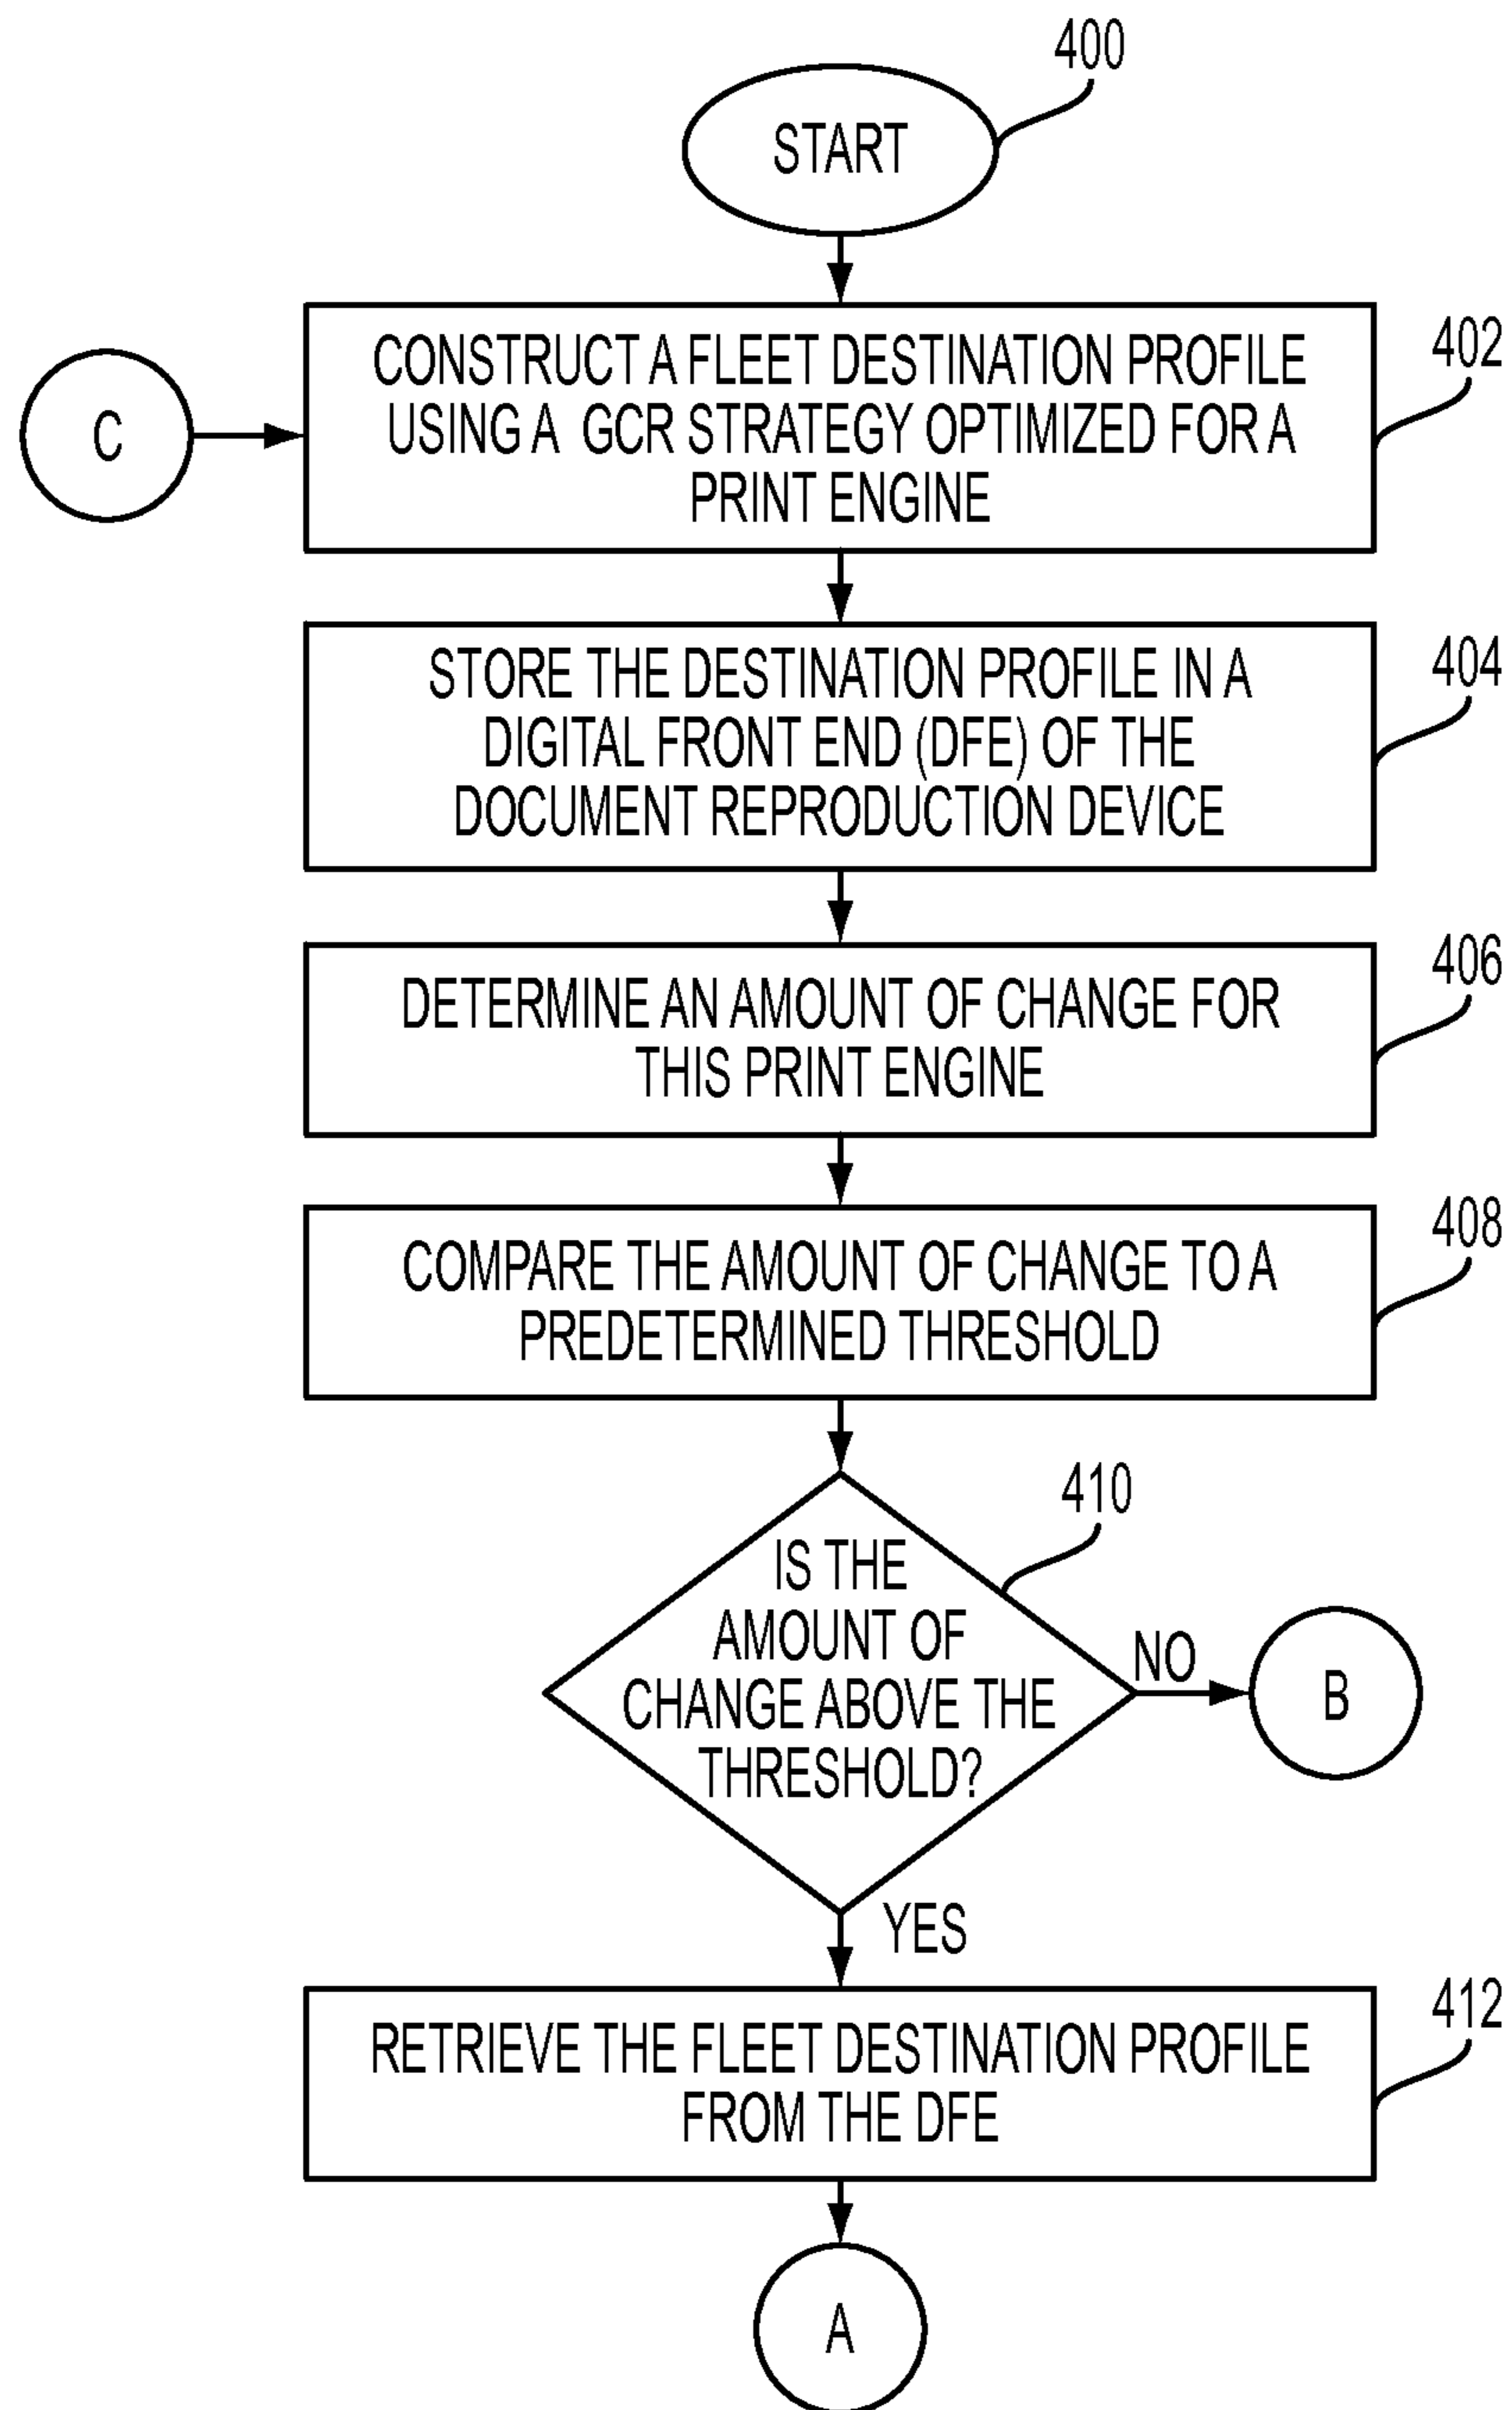 400
START
C
CONSTRUCT A FLEET DESTINATION PROFILE
USING A GCR STRATEGY OPTIMIZED FOR A
PRINT ENGINE
402
STORE THE DESTINATION PROFILE IN A
DIGITAL FRONT END (DFE) OF THE
DOCUMENT REPRODUCTION DEVICE
404
DETERMINE AN AMOUNT OF CHANGE FOR
THIS PRINT ENGINE
406
COMPARE THE AMOUNT OF CHANGE TO A
PREDETERMINED THRESHOLD
408
410
IS THE
AMOUNT OF
CHANGE ABOVE THE
THRESHOLD?
NO
B
YES
RETRIEVE THE FLEET DESTINATION PROFILE
FROM THE DFE
412
A